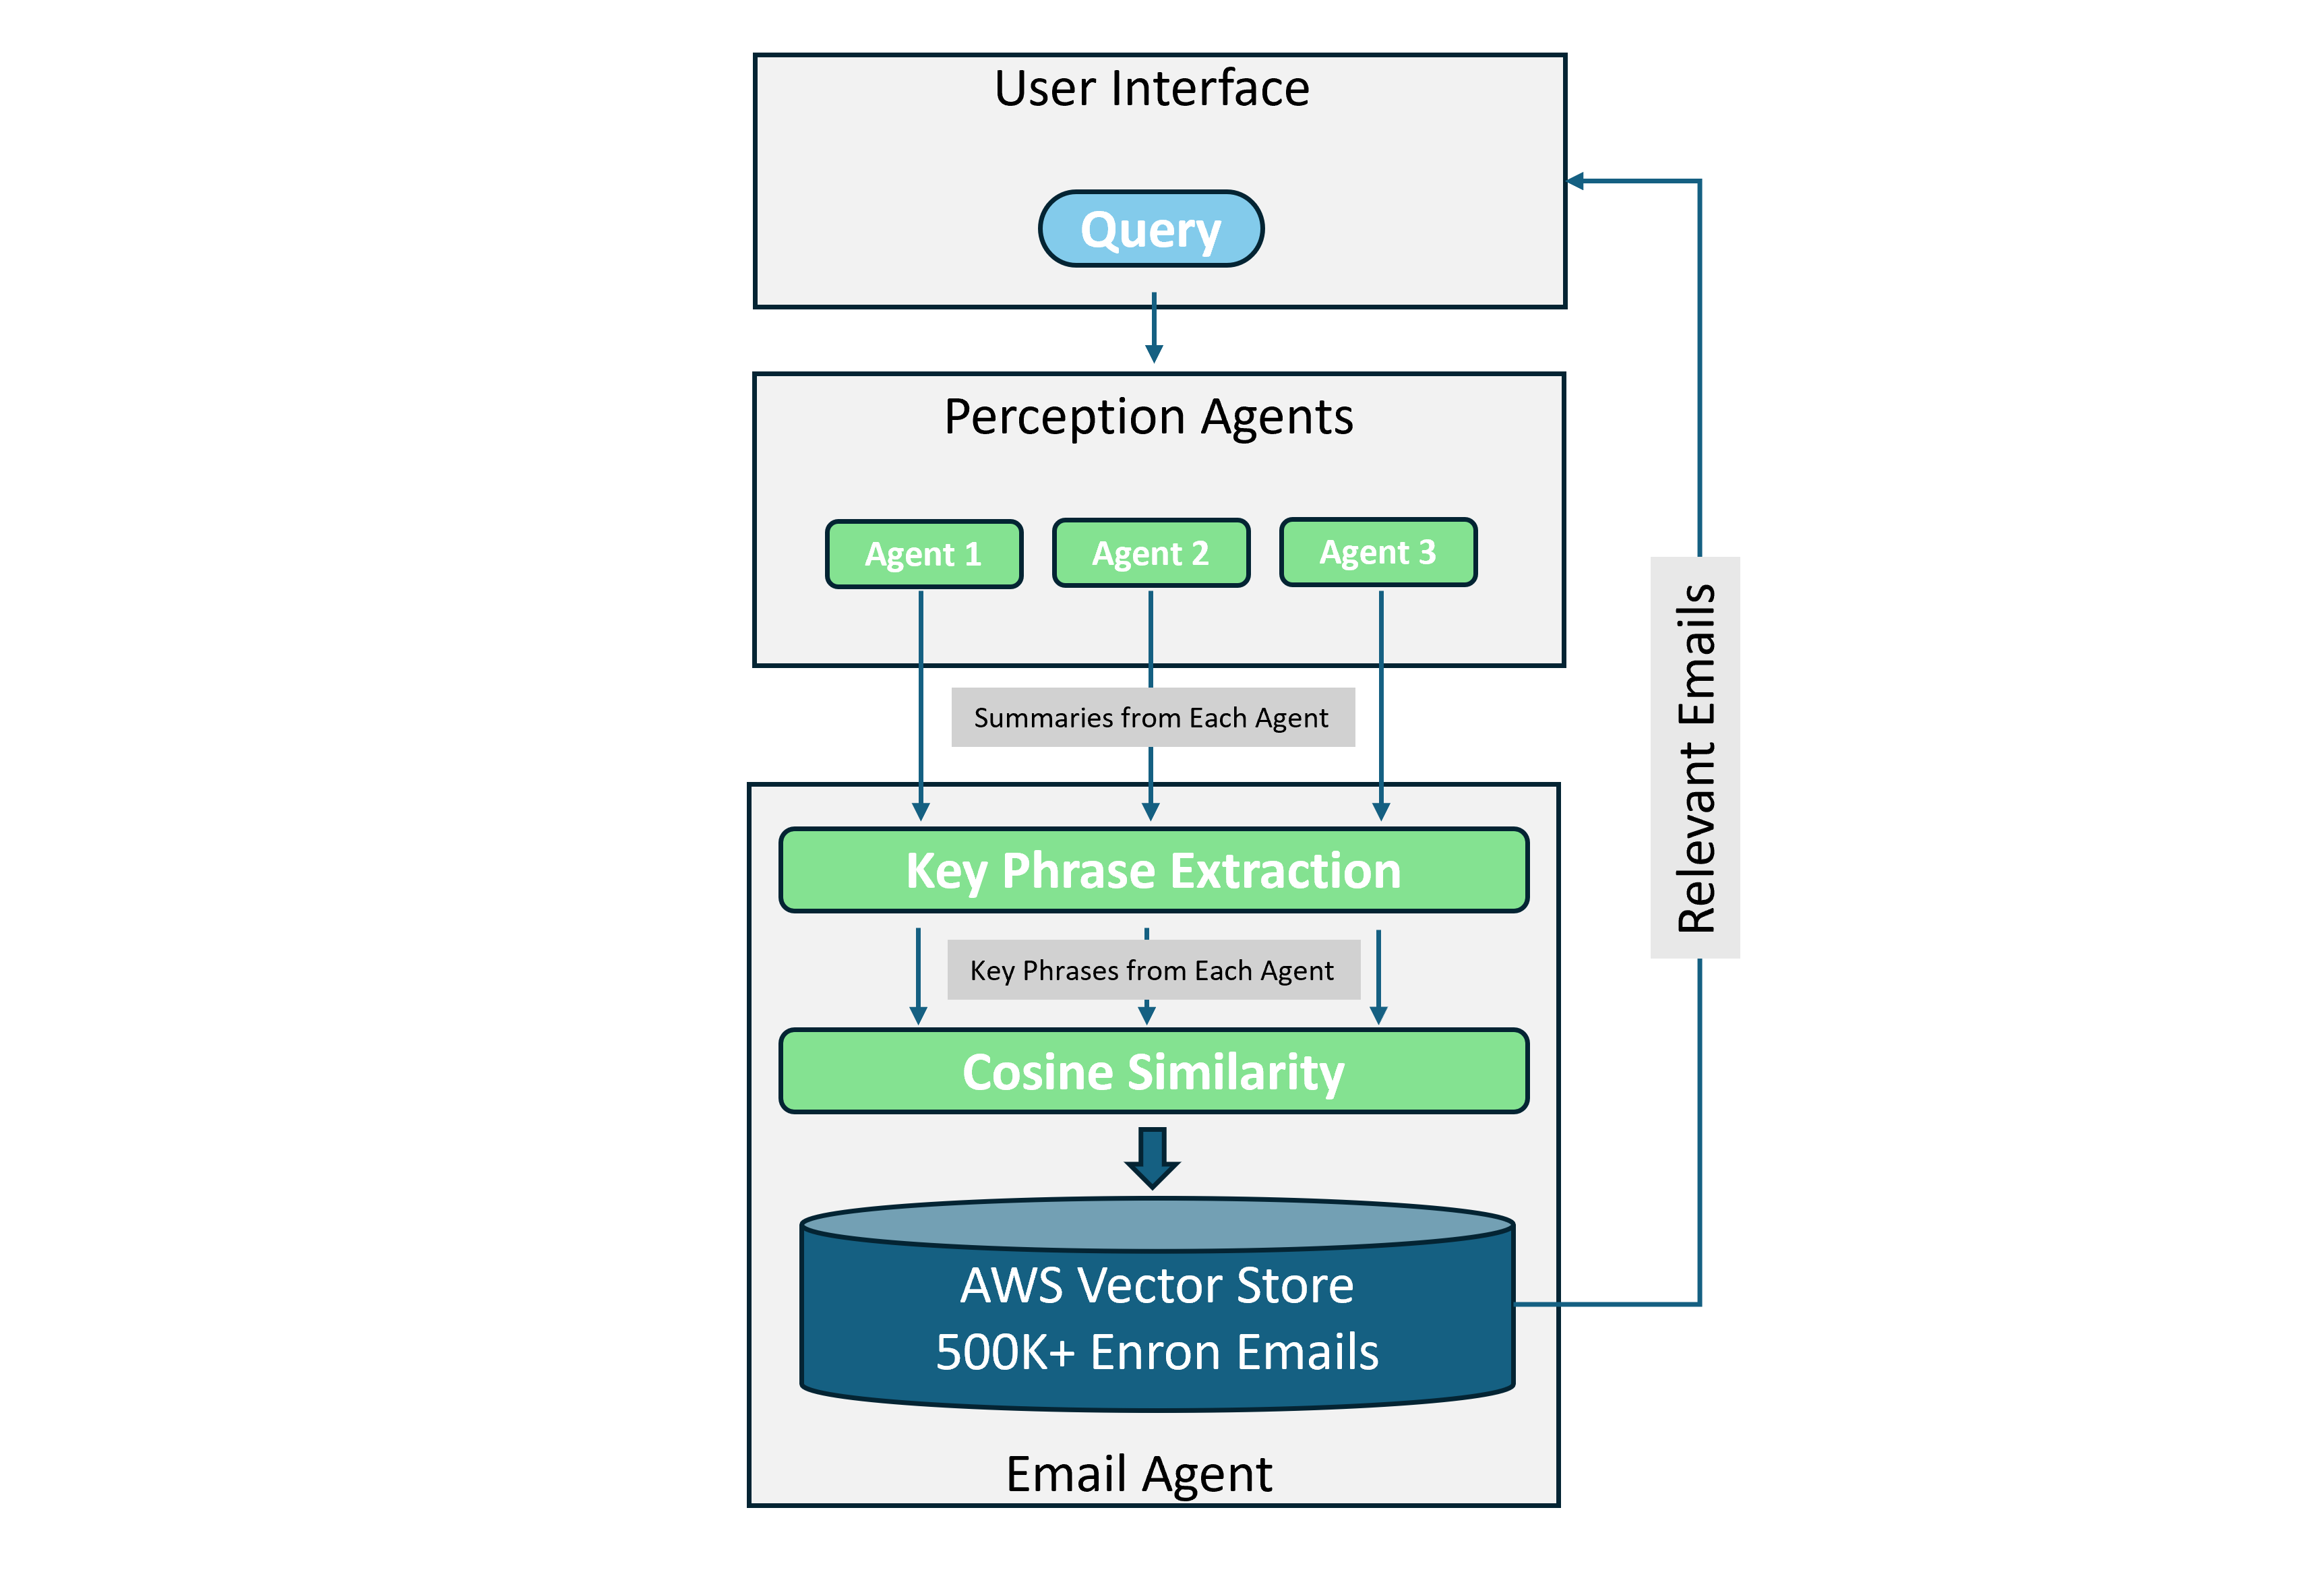 User Interface
Query
Perception Agents
Agent 1
Agent 2
Agent 3
Summaries from Each Agent
Key Phrase Extraction
Key Phrases from Each Agent
Cosine Similarity
AWS Vector Store
500K+ Enron Emails
Email Agent
Relevant Emails